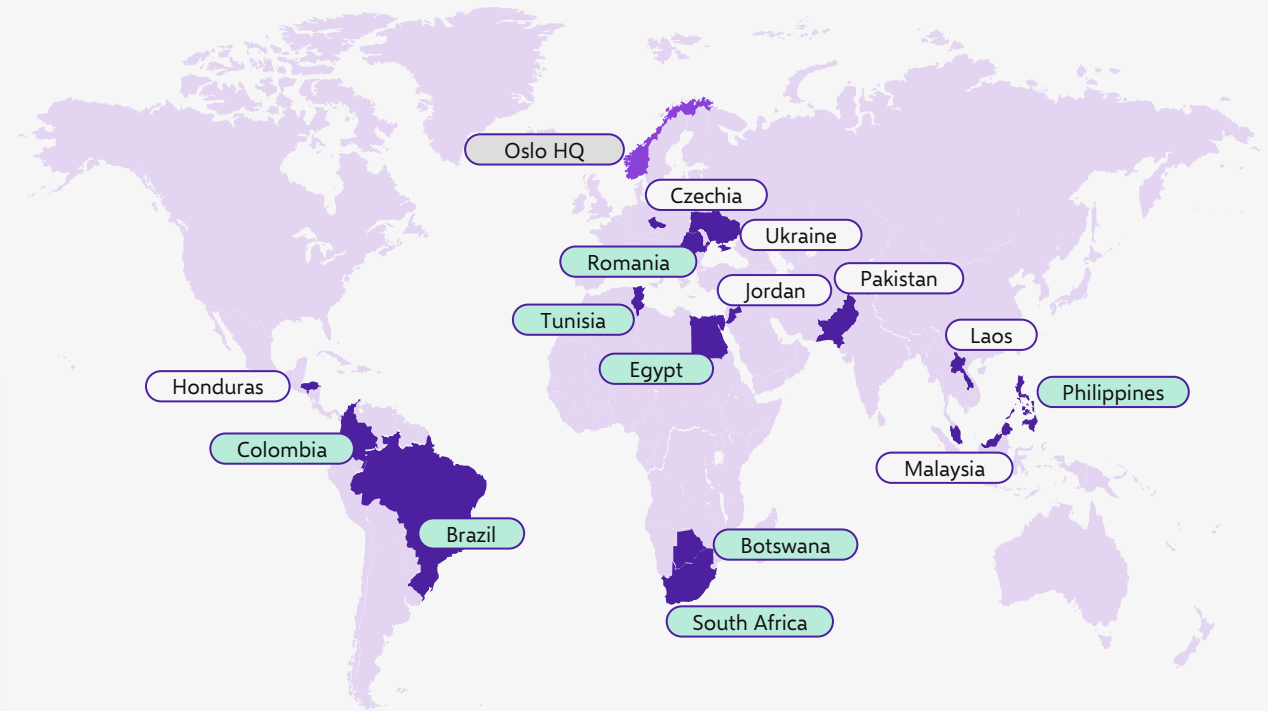 Oslo HQ
Czechia
Ukraine
Romania
Pakistan
Jordan
Tunisia
Laos
Egypt
Honduras
Philippines
Colombia
Malaysia
Brazil
Botswana
South Africa